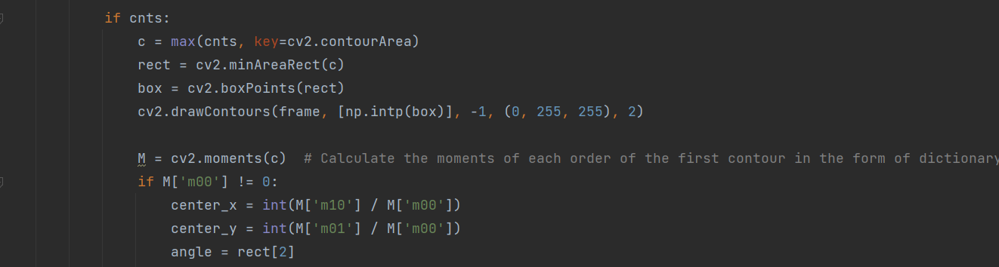 if cnts:
c = max(cnts, key=cv2.contourArea)
rect = cv2.minAreaRect(c)
box = cv2.boxPoints(rect)
cv2.drawContours(frame, [np.intp(box)], -1, (0, 255, 255), 2)
M = cv2.moments(c)  # Calculate the moments of each order of the first contour in the form of dictionary
if M['m00'] != 0:
center_x = int(M['m10'] / M['m00'])
center_y = int(M['m01'] / M['m00'])
angle = rect[2]